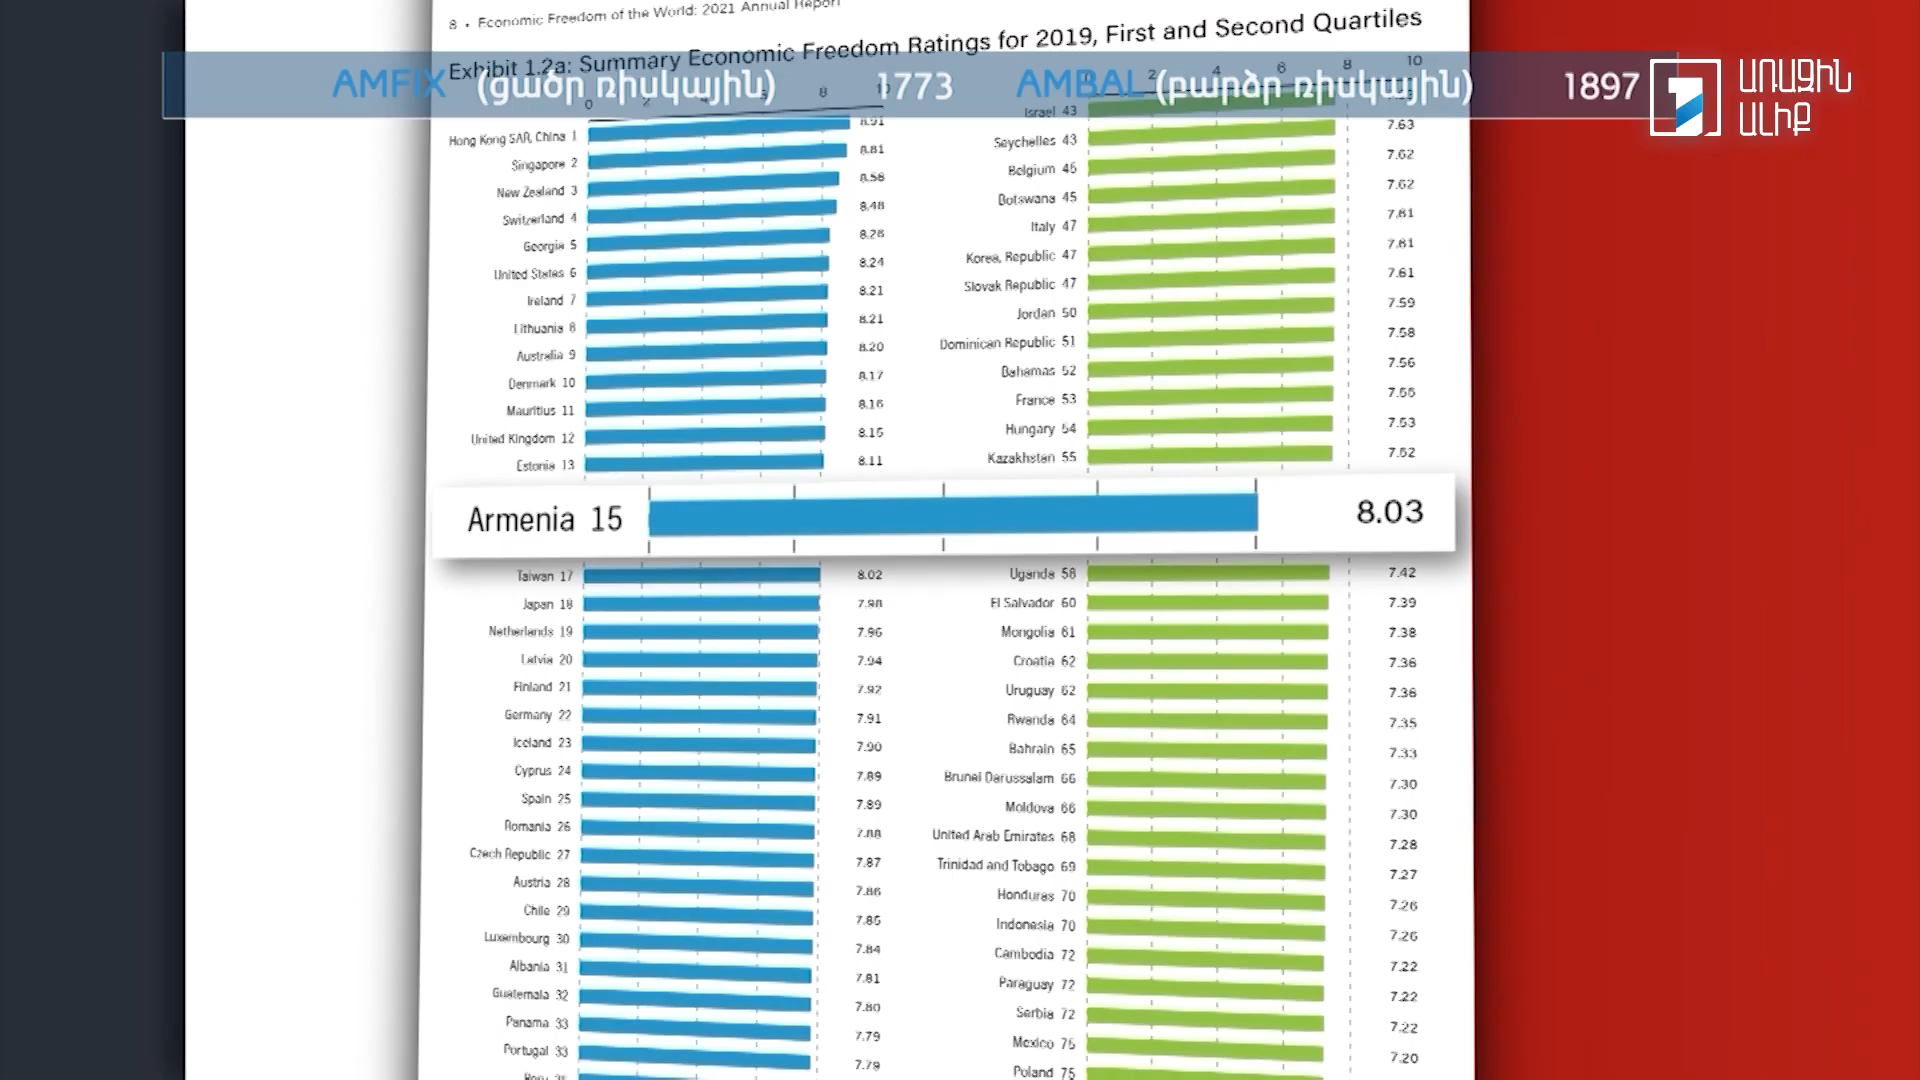 8 • Economic Freedom of the World: 2021 Annual Report
Exhibit 1.2a: Summary Economic Freedom Ratings for 2019, First and Second Quartiles
AMFIX (ցածր ռիսկային) 1773 AMBAL (բարձր ռիսկային) 1897
ԱՌԱՋԻՆ
ԱԼԻՔ
0 2 8 10
2 4 6 8 10
Hong Kong SAR, China 1 8.91
Singapore 2 8.81
New Zealand 3 8.56
Switzerland 4 8.48
Georgia 5 8.26
United States 6 8.24
Ireland 7 8.21
Lithuania 8 8.21
Australia 9 8.20
Denmark 10 8.17
Mauritius 11 8.16
United Kingdom 12 8.15
Estonia 13 8.11
Israel 43
Seychelles 43 7.63
Belgium 45 7.62
Botswana 45 7.62
Italy 47 7.61
Korea, Republic 47 7.61
Slovak Republic 47 7.61
Jordan 50 7.59
Dominican Republic 51 7.58
Bahamas 52 7.56
France 53 7.55
Hungary 54 7.53
Kazakhstan 55 7.52
Armenia 15 8.03
Taiwan 17 8.02
Japan 18 7.98
Netherlands 19 7.96
Latvia 20 7.94
Finland 21 7.92
Germany 22 7.91
Iceland 23 7.90
Cyprus 24 7.89
Spain 25 7.89
Romania 26 7.88
Czech Republic 27 7.87
Austria 28 7.86
Chile 29 7.85
Luxembourg 30 7.84
Albania 31 7.81
Guatemala 32 7.80
Panama 33 7.79
Portugal 33 7.79
Uganda 58 7.42
El Salvador 60 7.39
Mongolia 61 7.38
Croatia 62 7.36
Uruguay 62 7.36
Rwanda 64 7.35
Bahrain 65 7.33
Brunei Darussalam 66 7.30
Moldova 66 7.30
United Arab Emirates 68 7.28
Trinidad and Tobago 69 7.27
Honduras 70 7.26
Indonesia 70 7.26
Cambodia 72 7.22
Paraguay 72 7.22
Serbia 72 7.22
Mexico 75 7.20
Poland 75